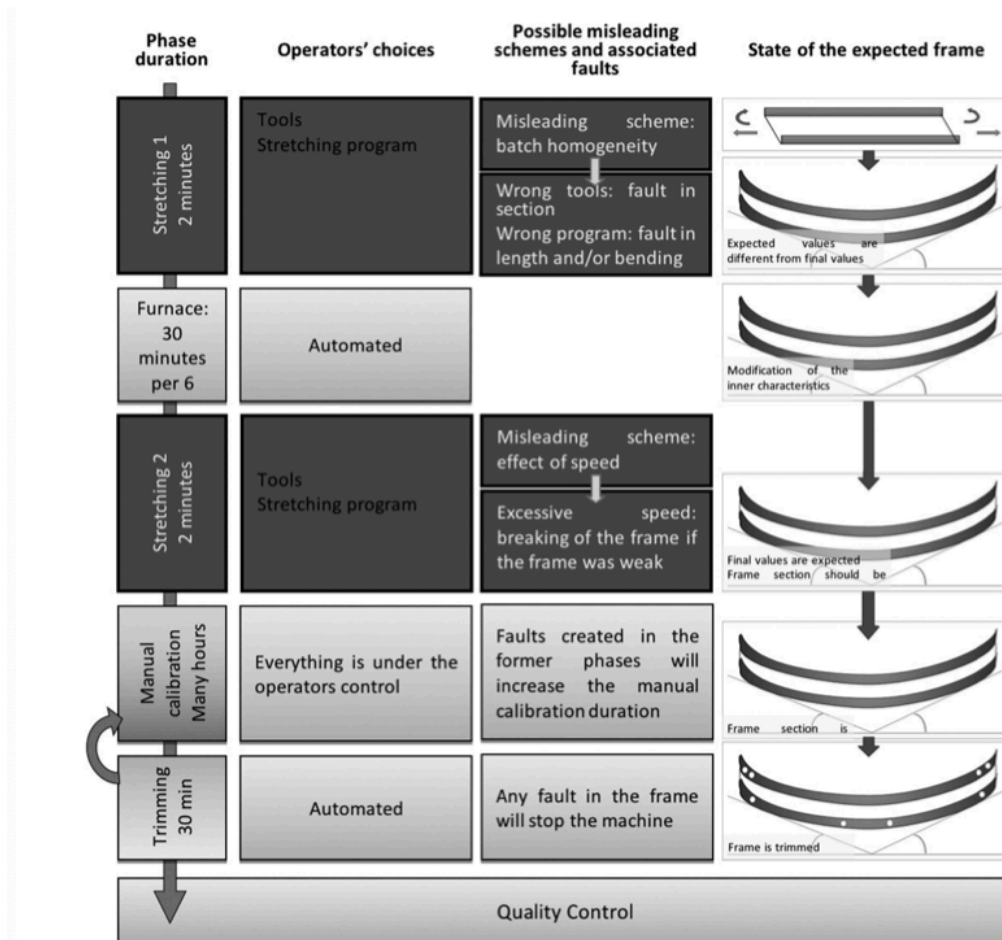 Phase
duration
Operators’ choices
Possible misleading
schemes and associated
faults
State of the expected frame
Stretching 1
2 minutes
Tools
Stretching program
Misleading scheme:
batch homogeneity
Wrong tools: fault in
section
Wrong program: fault in
length and/or bending
Expected values are
different from final values
Furnace:
30
minutes
per 6
Automated
Modification of the
inner characteristics
Stretching 2
2 minutes
Tools
Stretching program
Misleading scheme:
effect of speed
Excessive speed:
breaking of the frame if
the frame was weak
Final values are expected
Frame section should be
Manual
calibration
Many hours
Everything is under the
operators control
Faults created in the
former phases will
increase the manual
calibration duration
Frame section is
Trimming
30 min
Automated
Any fault in the frame
will stop the machine
Frame is trimmed
Quality Control